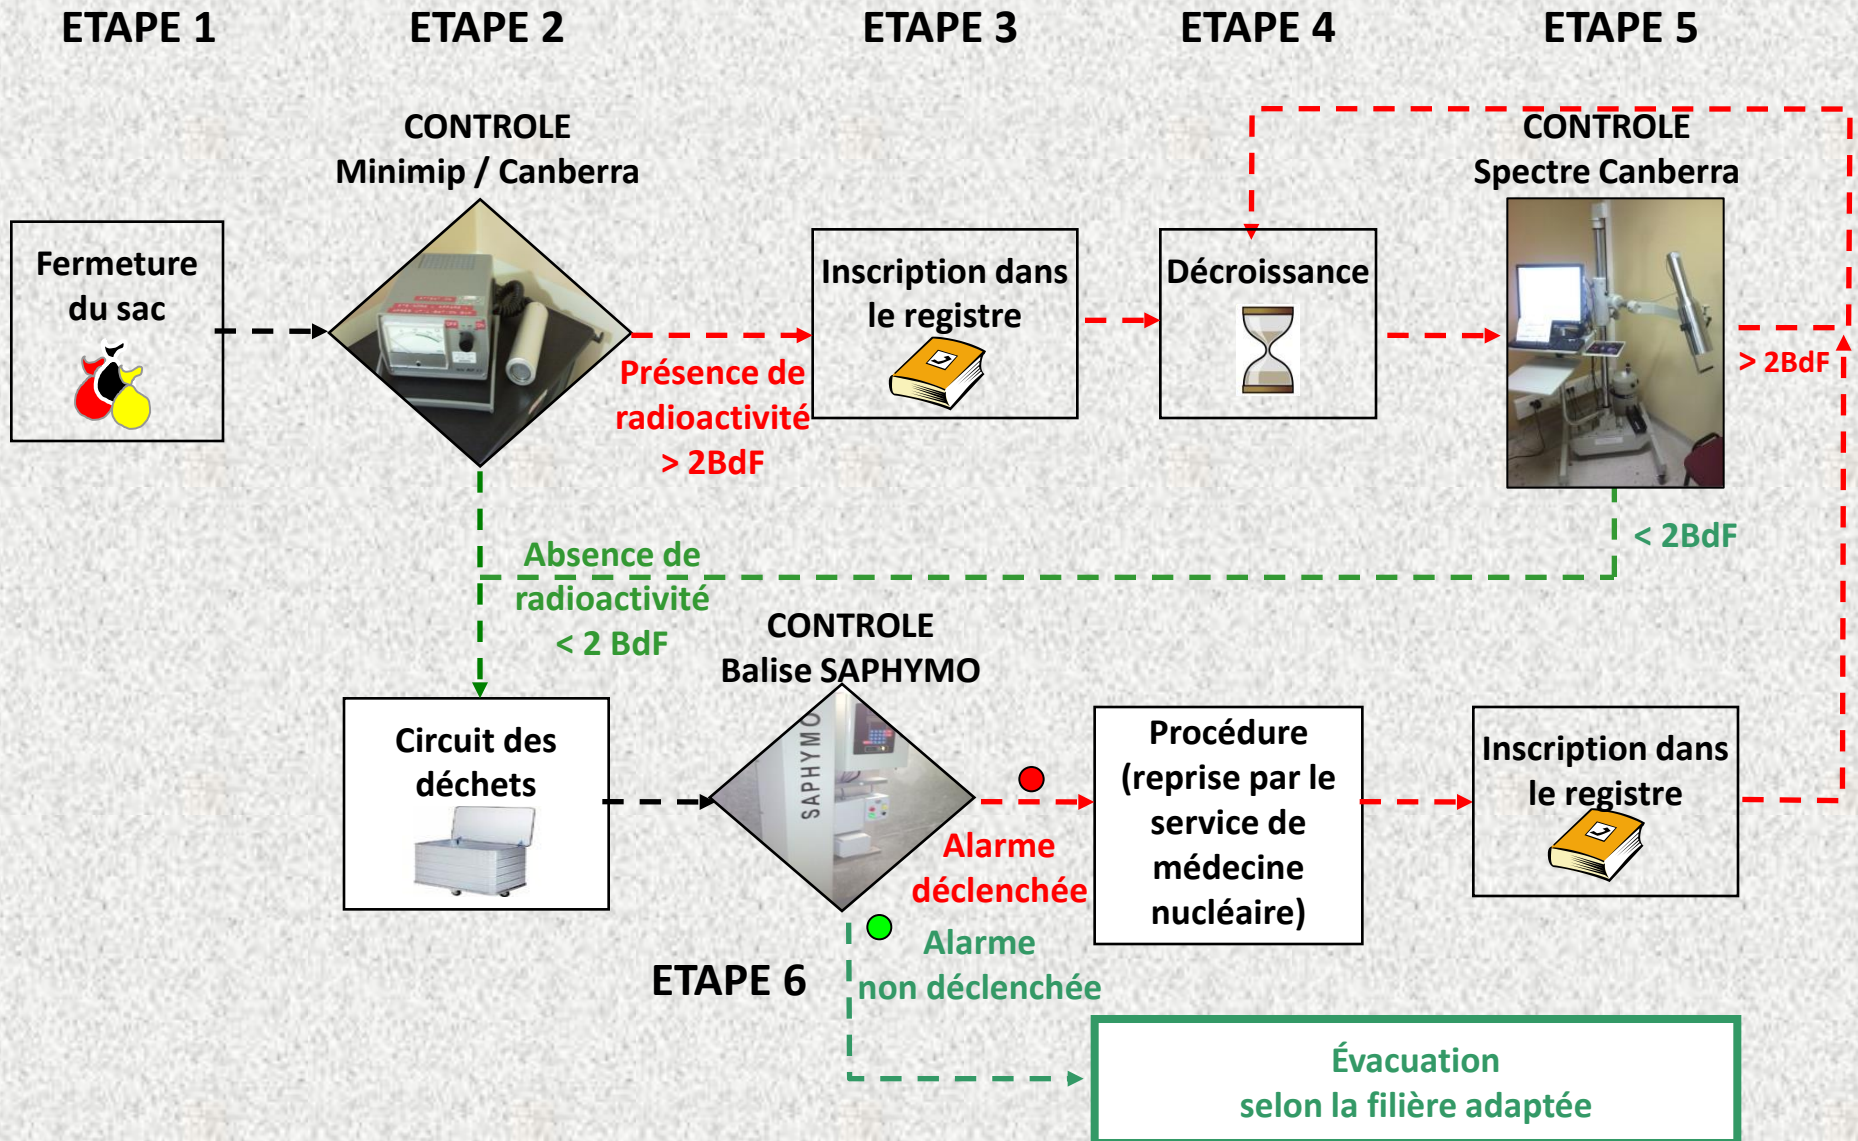 ETAPE 1
ETAPE 2
ETAPE 3
ETAPE 4
ETAPE 5
CONTROLE
Minimip / Canberra
CONTROLE
Spectre Canberra
Fermeture
du sac
Inscription dans
le registre
Décroissance
Présence de
radioactivité
> 2BdF
> 2BdF
< 2BdF
Absence de
radioactivité
< 2 BdF
CONTROLE
Balise SAPHYMO
Circuit des
déchets
SAPHYMO
Alarme
déclenchée
Procédure
(reprise par le
service de
médecine
nucléaire)
Inscription dans
le registre
ETAPE 6
Alarme
non déclenchée
Évacuation
selon la filière adaptée